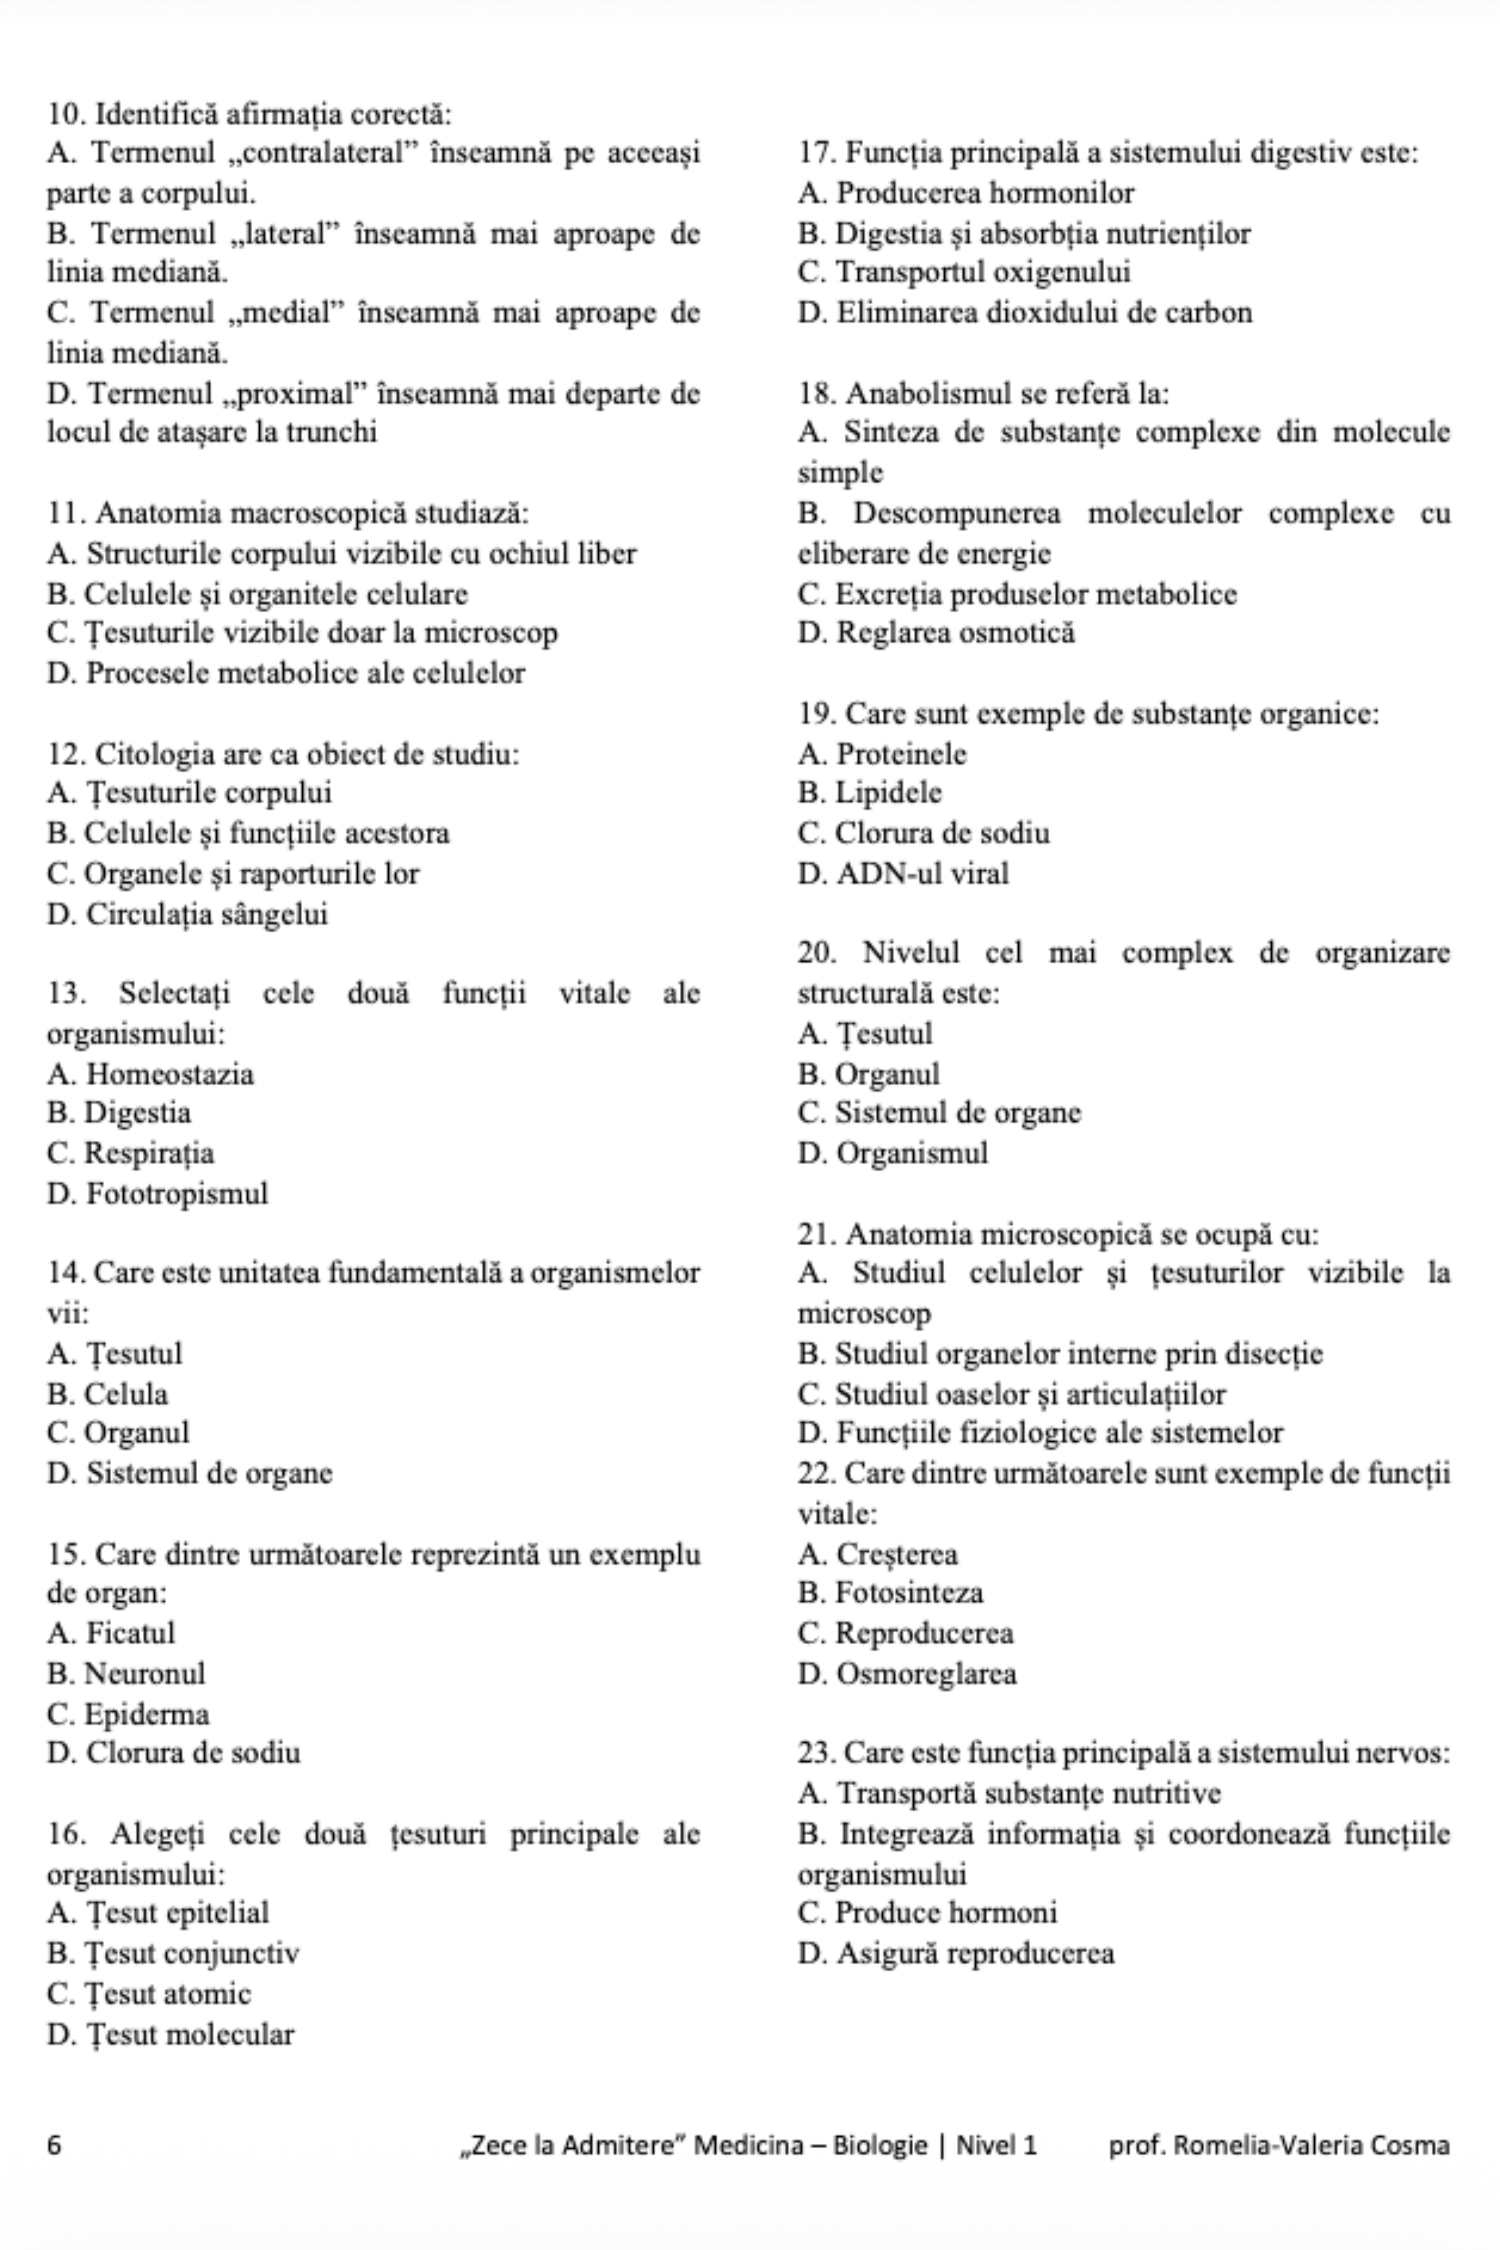 10. Identifică afirmația corectă:
A. Termenul „contralateral” înseamnă pe aceeași
parte a corpului.
B. Termenul „lateral” înseamnă mai aproape de
linia mediană.
C. Termenul „medial” înseamnă mai aproape de
linia mediană.
D. Termenul „proximal” înseamnă mai departe de
locul de atașare la trunchi
11. Anatomia macroscopică studiază:
A. Structurile corpului vizibile cu ochiul liber
B. Celulele și organitele celulare
C. Țesuturile vizibile doar la microscop
D. Procesele metabolice ale celulelor
12. Citologia are ca obiect de studiu:
A. Țesuturile corpului
B. Celulele și funcțiile acestora
C. Organele și raporturile lor
D. Circulația sângelui
13. Selectați cele două funcții vitale ale
organismului:
A. Homeostazia
B. Digestia
C. Respirația
D. Fototropismul
14. Care este unitatea fundamentală a organismelor
vii:
A. Țesutul
B. Celula
C. Organul
D. Sistemul de organe
15. Care dintre următoarele reprezintă un exemplu
de organ:
A. Ficatul
B. Neuronul
C. Epiderma
D. Clorura de sodiu
16. Alegeți cele două țesuturi principale ale
organismului:
A. Țesut epitelial
B. Țesut conjunctiv
C. Țesut atomic
D. Țesut molecular
17. Funcția principală a sistemului digestiv este:
A. Producerea hormonilor
B. Digestia și absorbția nutrienților
C. Transportul oxigenului
D. Eliminarea dioxidului de carbon
18. Anabolismul se referă la:
A. Sinteza de substanțe complexe din molecule
simple
B. Descompunerea moleculelor complexe cu
eliberare de energie
C. Excreția produselor metabolice
D. Reglarea osmotică
19. Care sunt exemple de substanțe organice:
A. Proteinele
B. Lipidele
C. Clorura de sodiu
D. ADN-ul viral
20. Nivelul cel mai complex de organizare
structurală este:
A. Țesutul
B. Organul
C. Sistemul de organe
D. Organismul
21. Anatomia microscopică se ocupă cu:
A. Studiul celulelor și țesuturilor vizibile la
microscop
B. Studiul organelor interne prin disecție
C. Studiul oaselor și articulațiilor
D. Funcțiile fiziologice ale sistemelor
22. Care dintre următoarele sunt exemple de funcții
vitale:
A. Creșterea
B. Fotosinteza
C. Reproducerea
D. Osmoreglarea
23. Care este funcția principală a sistemului nervos:
A. Transportă substanțe nutritive
B. Integrează informația și coordonează funcțiile
organismului
C. Produce hormoni
D. Asigură reproducerea
6 „Zece la Admitere” Medicina – Biologie | Nivel 1 prof. Romelia-Valeria Cosma